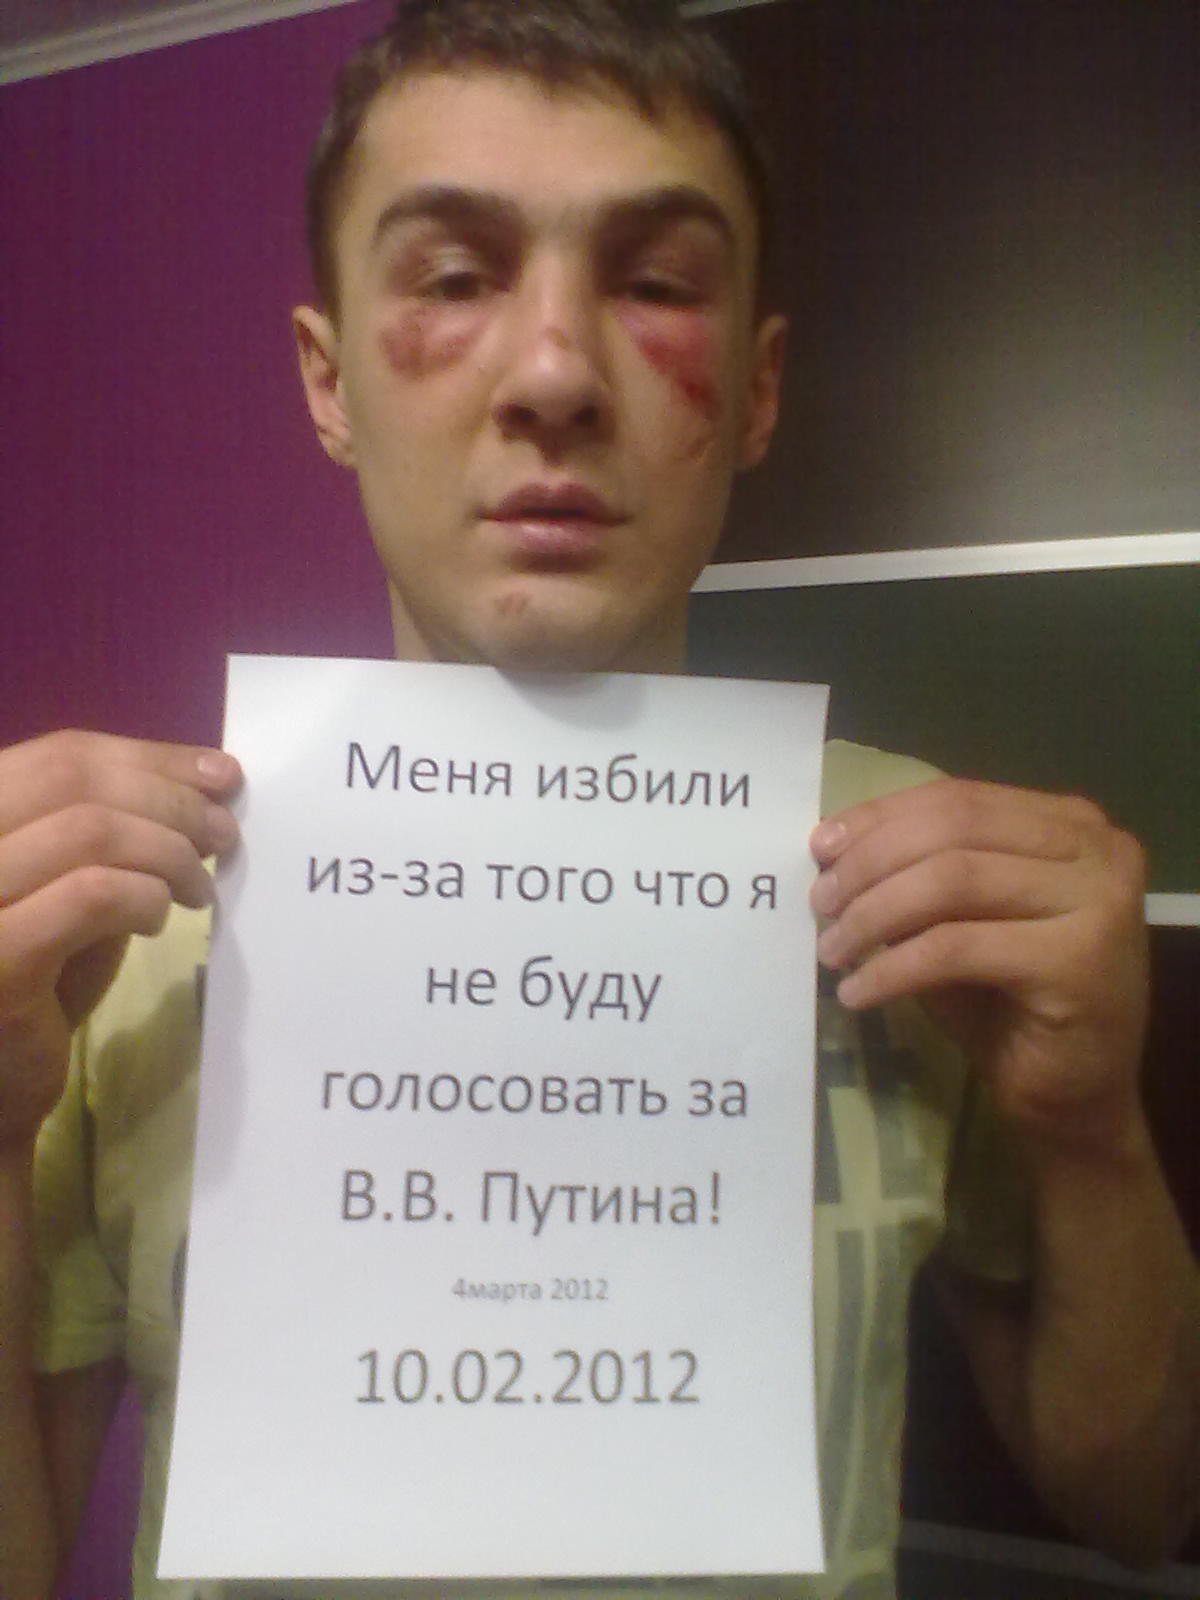 Меня избили
из-за того что я
не буду
голосовать за
В.В. Путина!
4марта 2012
10.02.2012